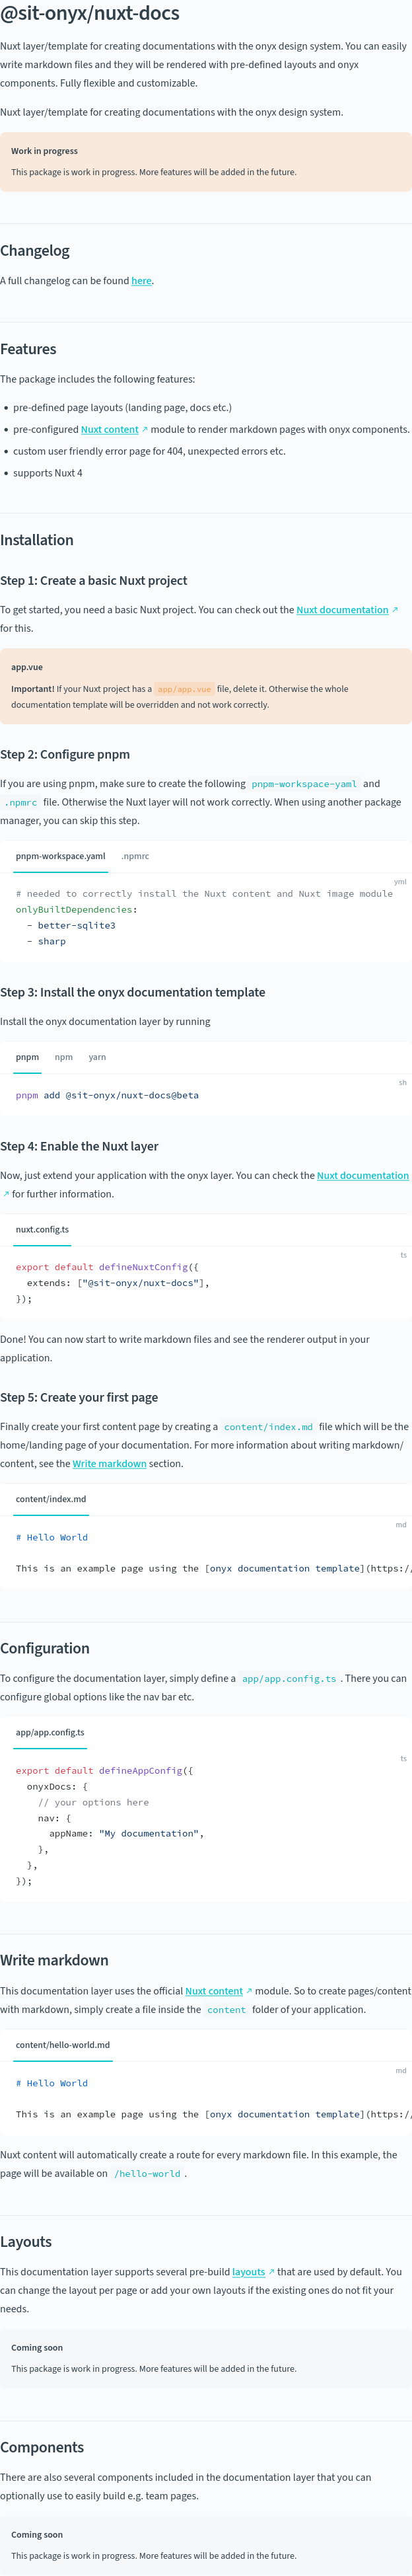 @sit-onyx/nuxt-docs
Nuxt layer/template for creating documentations with the onyx design system. You can easily
write markdown files and they will be rendered with pre-defined layouts and onyx
components. Fully flexible and customizable.
Nuxt layer/template for creating documentations with the onyx design system.
Work in progress
This package is work in progress. More features will be added in the future.
Changelog
A full changelog can be found here.
Features
The package includes the following features:
• pre-defined page layouts (landing page, docs etc.)
• pre-configured Nuxt content ↗ module to render markdown pages with onyx components.
• custom user friendly error page for 404, unexpected errors etc.
• supports Nuxt 4
Installation
Step 1: Create a basic Nuxt project
To get started, you need a basic Nuxt project. You can check out the Nuxt documentation ↗
for this.
app.vue
Important! If your Nuxt project has a app/app.vue file, delete it. Otherwise the whole
documentation template will be overridden and not work correctly.
Step 2: Configure pnpm
If you are using pnpm, make sure to create the following pnpm-workspace-yaml and
.npmrc file. Otherwise the Nuxt layer will not work correctly. When using another package
manager, you can skip this step.
pnpm-workspace.yaml .npmrc
yml
# needed to correctly install the Nuxt content and Nuxt image module
onlyBuiltDependencies:
  - better-sqlite3
  - sharp
Step 3: Install the onyx documentation template
Install the onyx documentation layer by running
pnpm npm yarn
sh
pnpm add @sit-onyx/nuxt-docs@beta
Step 4: Enable the Nuxt layer
Now, just extend your application with the onyx layer. You can check the Nuxt documentation
↗ for further information.
nuxt.config.ts
ts
export default defineNuxtConfig({
  extends: ["@sit-onyx/nuxt-docs"],
});
Done! You can now start to write markdown files and see the renderer output in your
application.
Step 5: Create your first page
Finally create your first content page by creating a content/index.md file which will be the
home/landing page of your documentation. For more information about writing markdown/
content, see the Write markdown section.
content/index.md
md
# Hello World
This is an example page using the [onyx documentation template](https:/
Configuration
To configure the documentation layer, simply define a app/app.config.ts . There you can
configure global options like the nav bar etc.
app/app.config.ts
ts
export default defineAppConfig({
  onyxDocs: {
    // your options here
    nav: {
      appName: "My documentation",
    },
  },
});
Write markdown
This documentation layer uses the official Nuxt content ↗ module. So to create pages/content
with markdown, simply create a file inside the content folder of your application.
content/hello-world.md
md
# Hello World
This is an example page using the [onyx documentation template](https:/
Nuxt content will automatically create a route for every markdown file. In this example, the
page will be available on /hello-world .
Layouts
This documentation layer supports several pre-build layouts ↗ that are used by default. You
can change the layout per page or add your own layouts if the existing ones do not fit your
needs.
Coming soon
This package is work in progress. More features will be added in the future.
Components
There are also several components included in the documentation layer that you can
optionally use to easily build e.g. team pages.
Coming soon
This package is work in progress. More features will be added in the future.